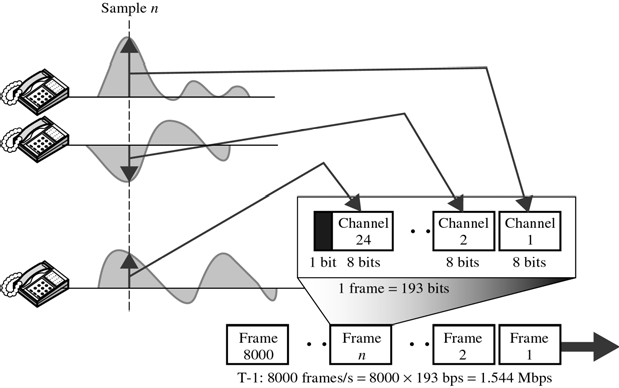 Sample n
Channel
24
· ·
Channel
2
Channel
1
1 bit 8 bits
8 bits
8 bits
1 frame = 193 bits
Frame
8000
· ·
Frame
n
· ·
Frame
2
Frame
1
T-1: 8000 frames/s = 8000 × 193 bps = 1.544 Mbps